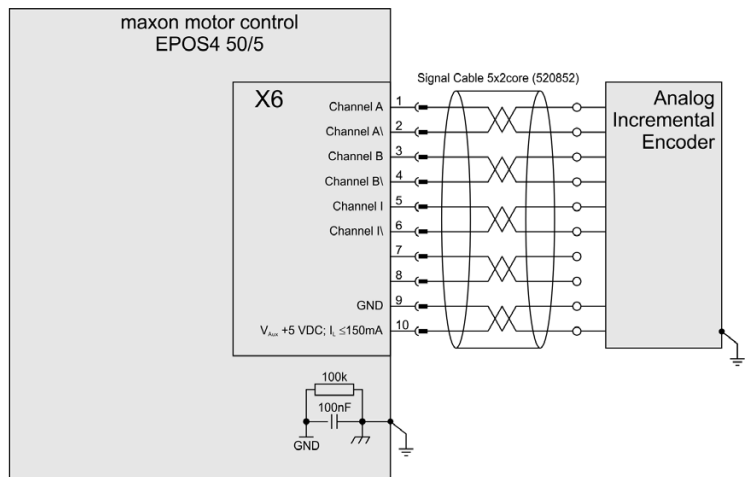 maxon motor control
EPOS4 50/5
Signal Cable 5x2core (520852)
X6
Analog
Incremental
Encoder
Channel A 1
Channel A\ 2
Channel B 3
Channel B\ 4
Channel I 5
Channel I\ 6
7
8
GND 9
VAux +5 VDC; IL ≤150mA 10
100k
100nF
GND